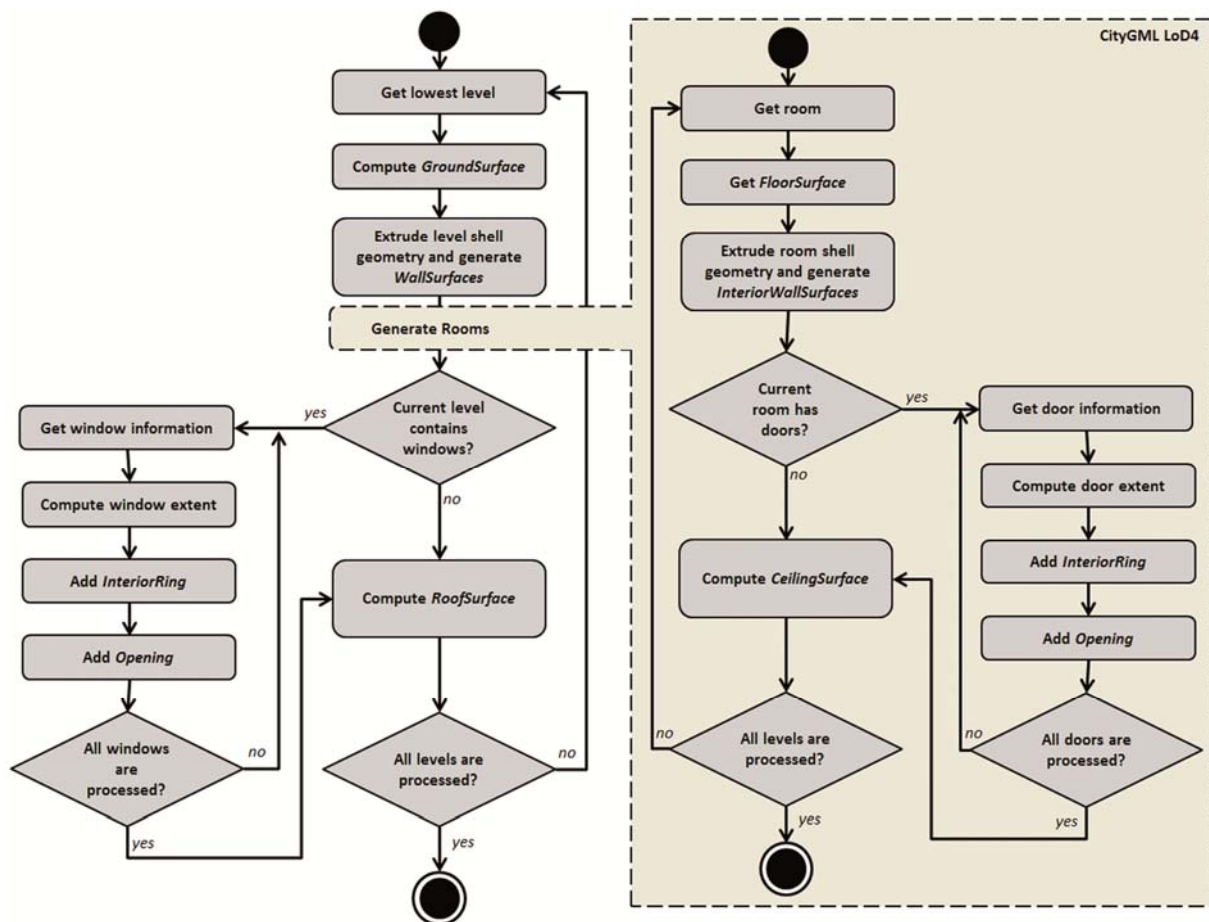 CityGML LoD4
Get lowest level
Compute GroundSurface
Extrude level shell
geometry and generate
WallSurfaces
Generate Rooms
Current level
contains
windows?
yes
no
Get window information
Compute window extent
Add InteriorRing
Add Opening
All windows
are
processed?
no
yes
Compute RoofSurface
All levels are
processed?
no
yes
Get room
Get FloorSurface
Extrude room shell
geometry and generate
InteriorWallSurfaces
Current
room has
doors?
yes
no
Get door information
Compute door extent
Add InteriorRing
Add Opening
All doors are
processed?
no
yes
Compute CeilingSurface
All levels are
processed?
no
yes